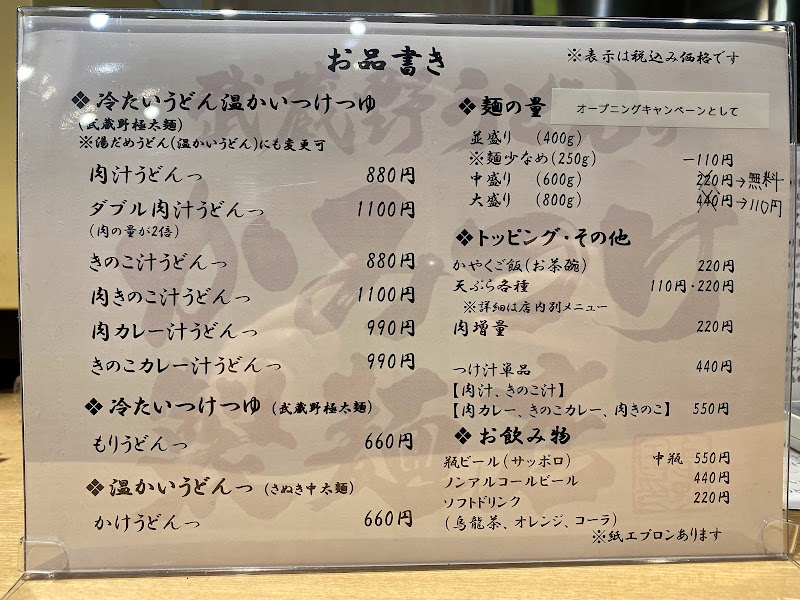 お品書き
※表示は税込み価格です
❖冷たいうどん温かいつけつゆ
(武蔵野極太麺)
※湯だめうどん(温かいうどん)にも変更可
肉汁うどんっ 880円
ダブル肉汁うどんっ 1100円
(肉の量が2倍)
きのこ汁うどんっ 880円
肉きのこ汁うどんっ 1100円
肉カレー汁うどんっ 990円
きのこカレー汁うどんっ 990円
❖冷たいつけつゆ (武蔵野極太麺)
もりうどんっ 660円
❖温かいうどんっ (さぬき中太麺)
かけうどんっ 660円
❖麺の量 オープニングキャンペーンとして
並盛り (400g)
※麺少なめ(250g) ー110円
中盛り (600g) 220円→無料
大盛り (800g) 440円→110円
❖トッピング・その他
かやくご飯(お茶碗) 220円
天ぷら各種 110円・220円
※詳細は店内別メニュー
肉増量 220円
つけ汁単品 440円
【肉汁、きのこ汁】
【肉カレー、きのこカレー、肉きのこ】 550円
❖お飲み物
瓶ビール(サッポロ) 中瓶 550円
ノンアルコールビール 440円
ソフトドリンク 220円
(烏龍茶、オレンジ、コーラ)
※紙エプロンあります